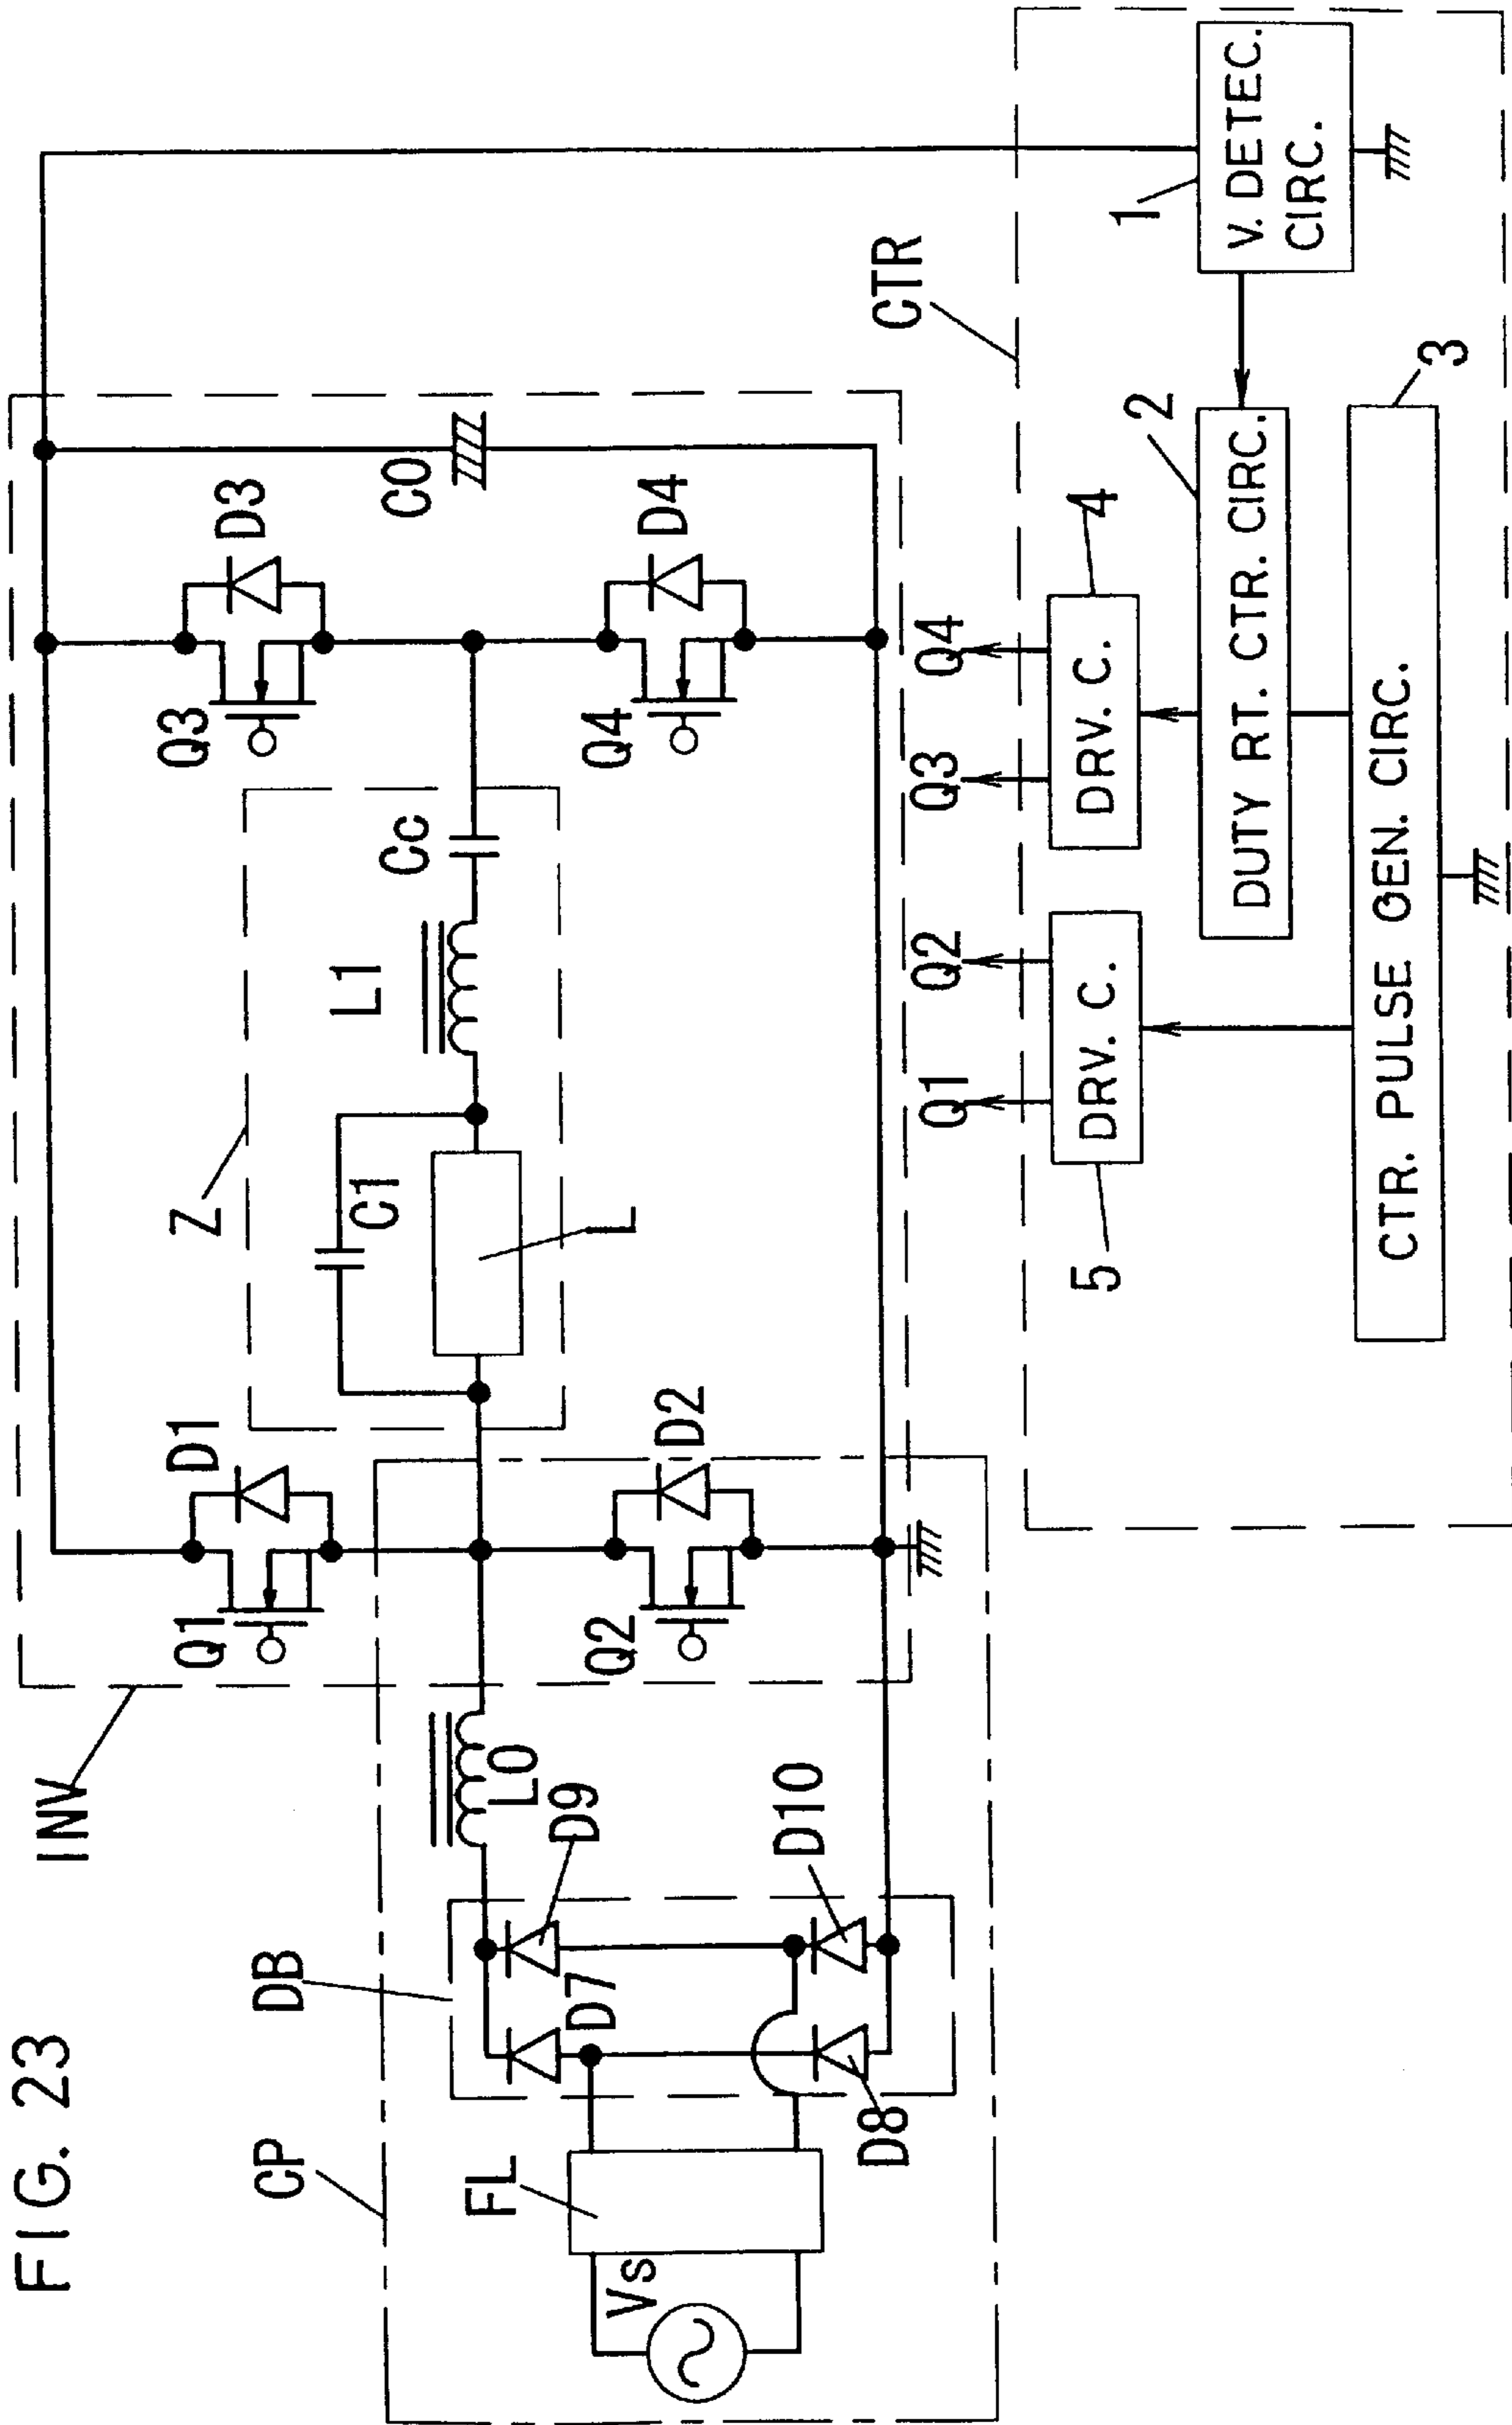 FIG. 23
INV
CP
DB
FL
Vs
D7
D8
D9
D10
L0
Q1
D1
Q2
D2
Z
C1
L
L1
Cc
Q3
D3
Q4
D4
C0
CTR
Q1
Q2
Q3
Q4
5
DRV. C.
4
DRV. C.
2
DUTY RT. CTR. CIRC.
1
V. DETEC.
CIRC.
3
CTR. PULSE GEN. CIRC.